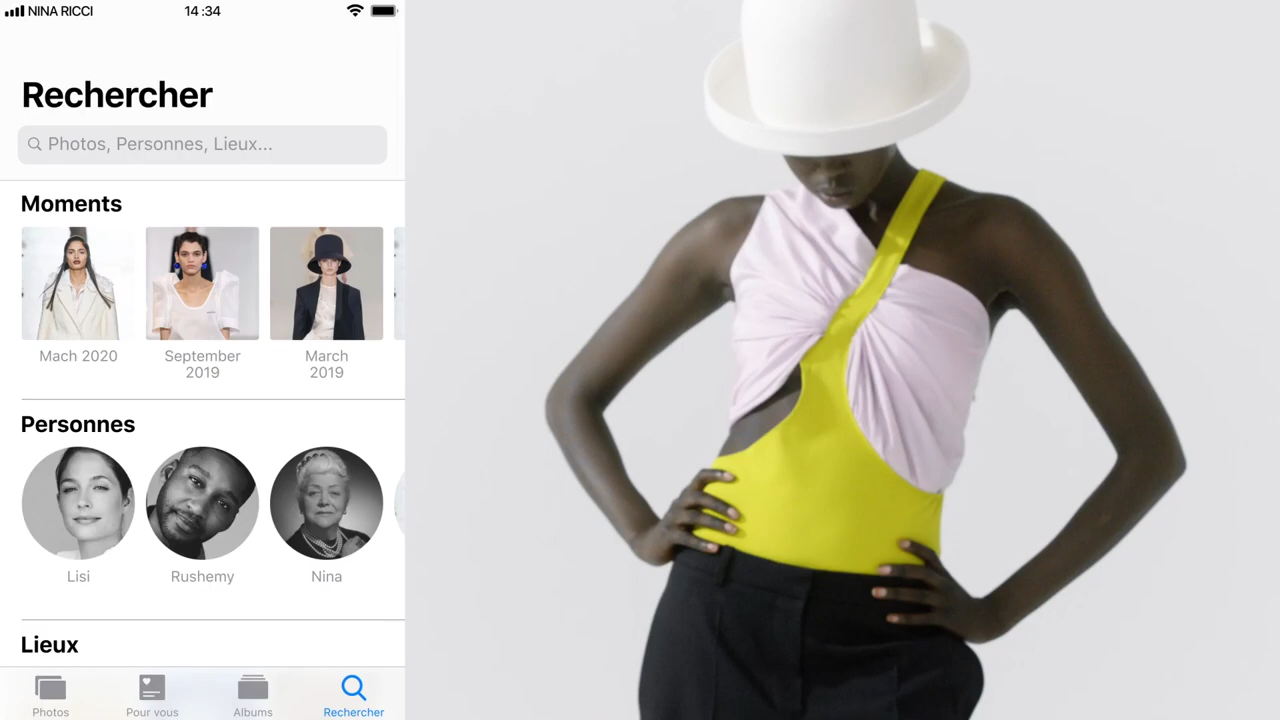 NINA RICCI
14:34
Rechercher
Photos, Personnes, Lieux...
Moments
Mach 2020
September
2019
March
2019
Personnes
Lisi
Rushemy
Nina
Lieux
Photos
Pour vous
Albums
Rechercher